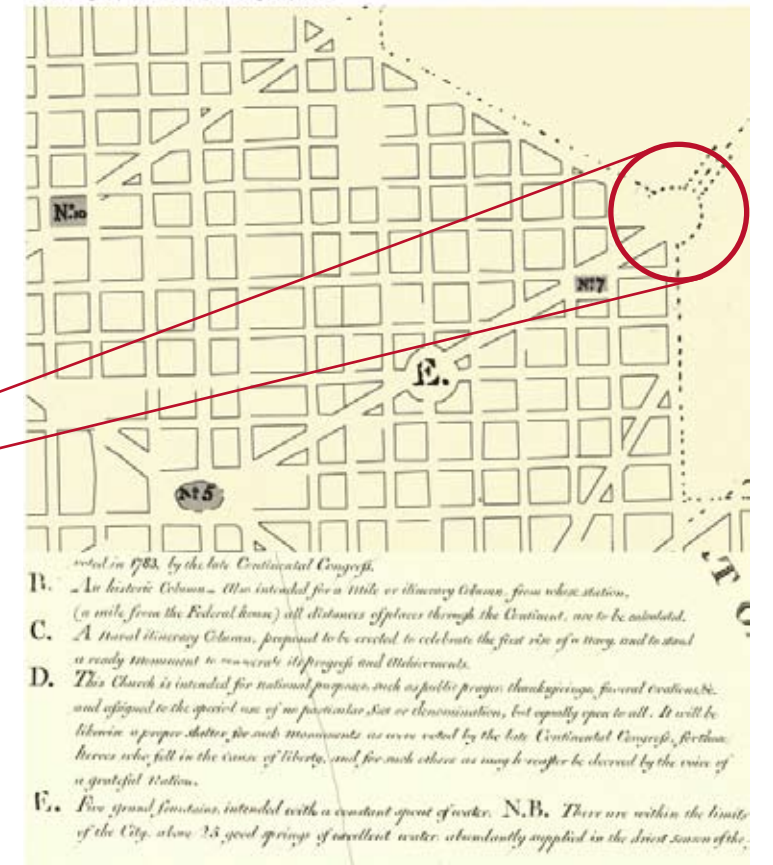 No. 10
No. 7
E.
No. 5
voted in 1783, by the late Continental Congress.
B. An historic Column_ Also intended for a Mile or itinerary Column, from whose station,
(a mile from the Federal house) all distances of places through the Continent, are to be calculated.
C. A Naval itinerary Column, proposed to be erected to celebrate the first rise of a Navy, and to stand
a ready Monument to its progress and Atchievements.
D. This Church is intended for national purposes, such as public prayer, thanksgivings, funeral Orations, &c.
and assigned to the special use of no particular Sect or denomination, but equally open to all. It will be
likewise a proper shelter for such Monuments as were voted by the late Continental Congress, for those
Heroes who fell in the cause of liberty, and for such others as may hereafter be decreed by the voice of
a grateful Nation.
E. Five grand fountains, intended with a constant spout of water. N.B. There are within the limits
of the City, above 25 good springs of excellent water abundantly supplied in the driest season of the
T O